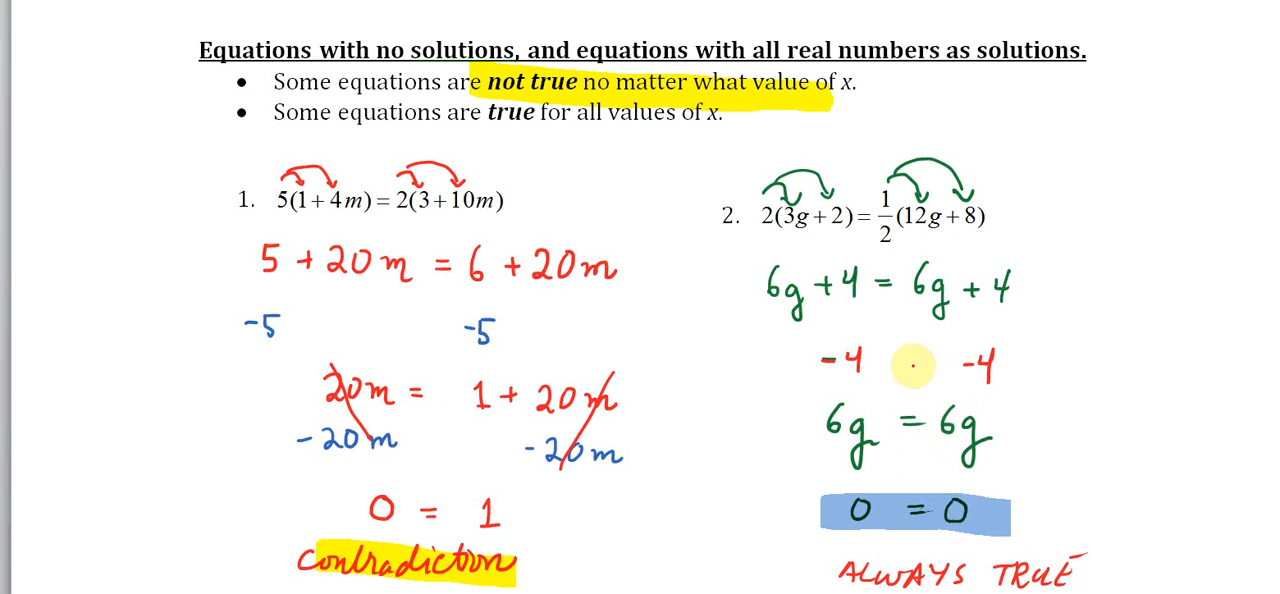 Equations with no solutions, and equations with all real numbers as solutions.
• Some equations are not true no matter what value of x.
• Some equations are true for all values of x.
1. 5(1+4m)=2(3+10m)
5 + 20m = 6 + 20m
-5 -5
20m = 1 + 20m
-20m -20m
0 = 1
Contradiction
2. 2(3g+2)=1/2(12g+8)
6g + 4 = 6g + 4
-4 -4
6g = 6g
0 = 0
ALWAYS TRUE